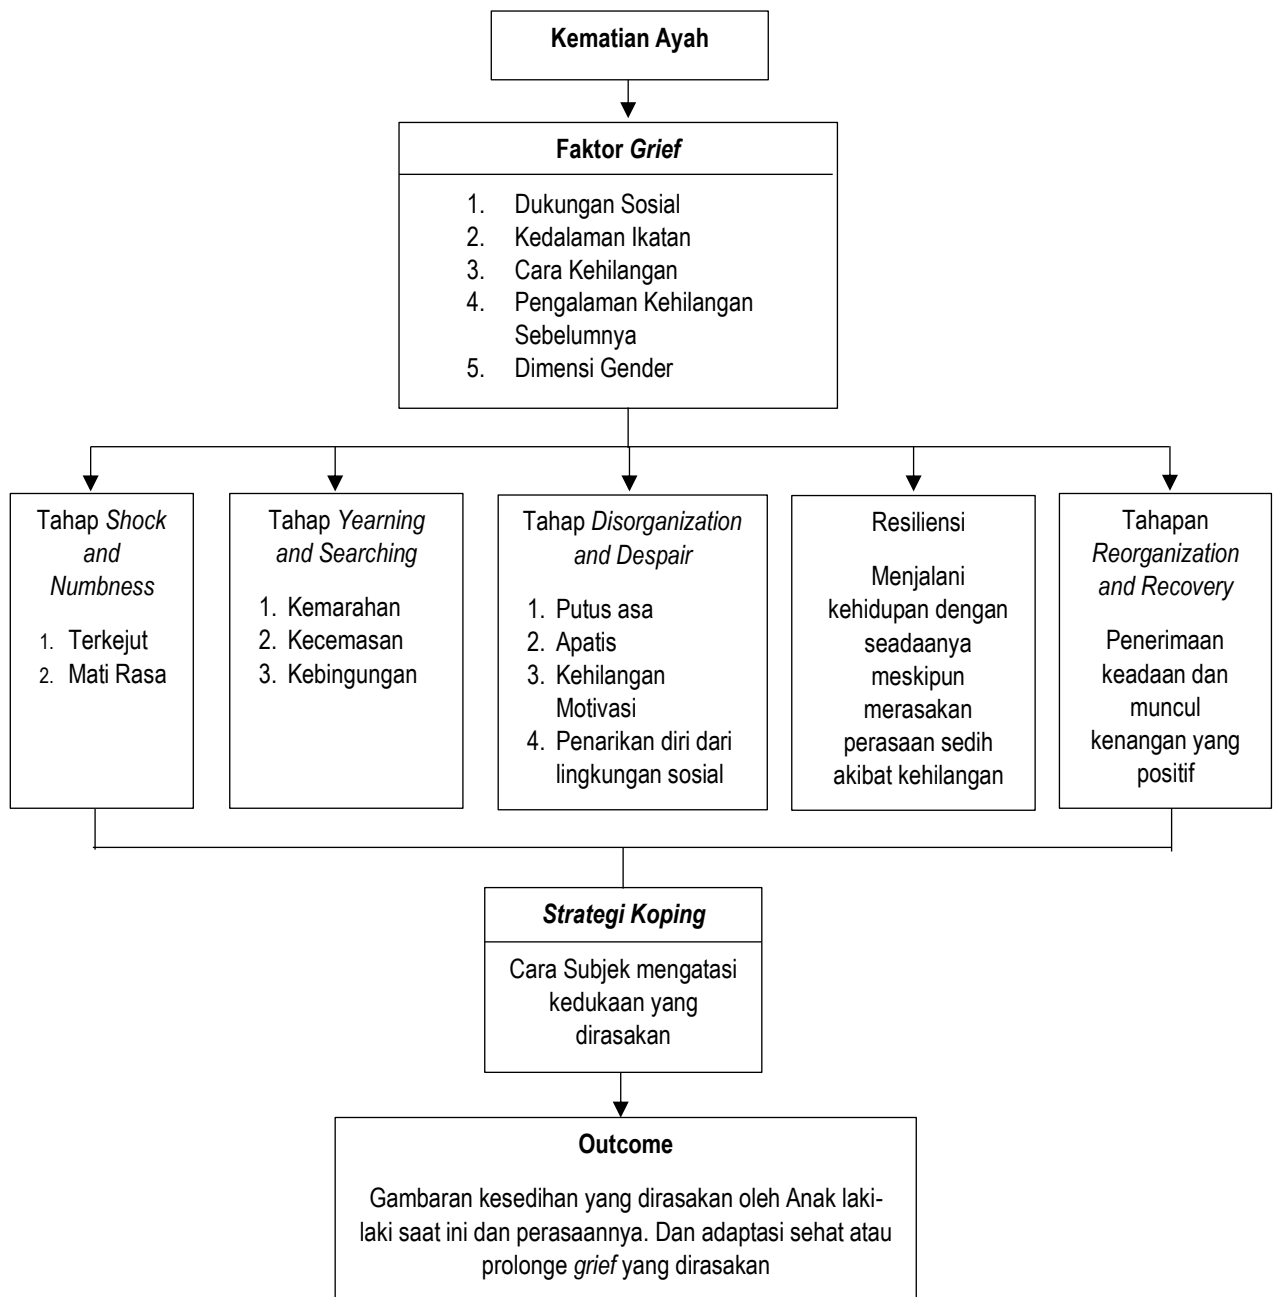 Kematian Ayah
Faktor Grief
1. Dukungan Sosial
2. Kedalaman Ikatan
3. Cara Kehilangan
4. Pengalaman Kehilangan
Sebelumnya
5. Dimensi Gender
Tahap Shock
and
Numbness
1. Terkejut
2. Mati Rasa
Tahap Yearning
and Searching
1. Kemarahan
2. Kecemasan
3. Kebingungan
Tahap Disorganization
and Despair
1. Putus asa
2. Apatis
3. Kehilangan
Motivasi
4. Penarikan diri dari
lingkungan sosial
Resiliensi
Menjalani
kehidupan dengan
seadaanya
meskipun
merasakan
perasaan sedih
akibat kehilangan
Tahapan
Reorganization
and Recovery
Penerimaan
keadaan dan
muncul
kenangan yang
positif
Strategi Koping
Cara Subjek mengatasi
kedukaan yang
dirasakan
Outcome
Gambaran kesedihan yang dirasakan oleh Anak laki-
laki saat ini dan perasaannya. Dan adaptasi sehat atau
prolonge grief yang dirasakan